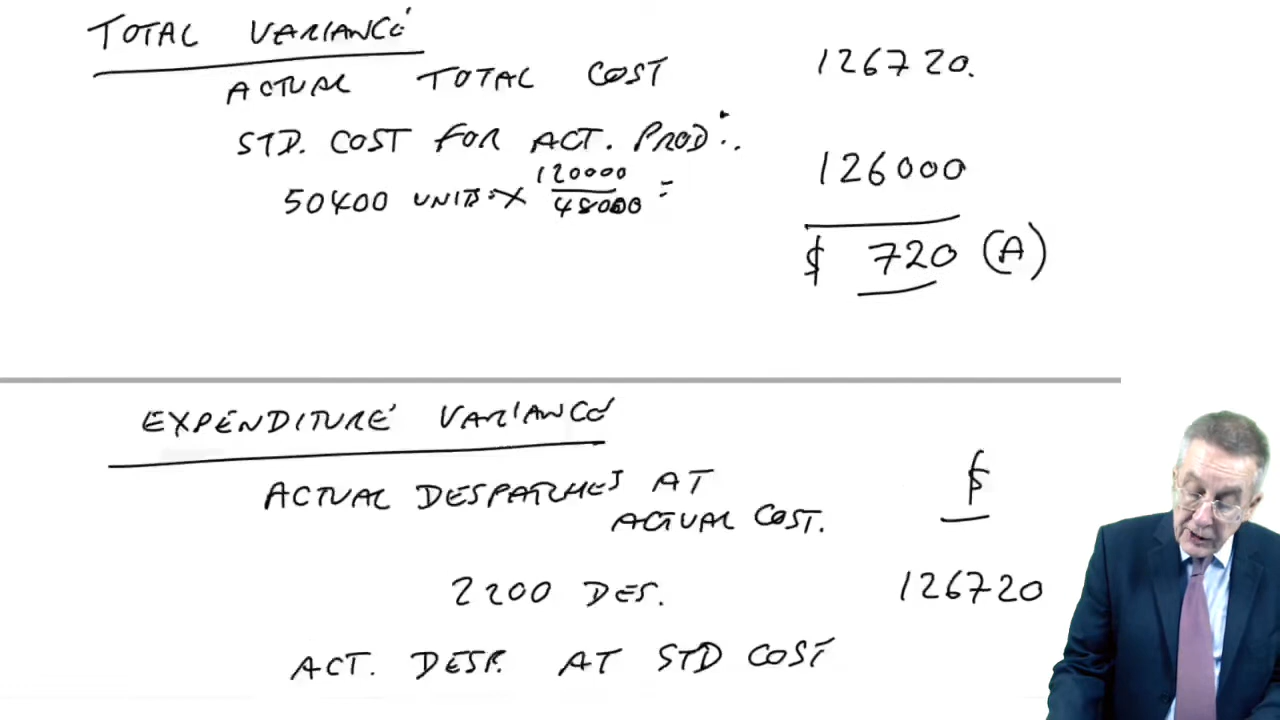 TOTAL VARIANCE
ACTUAL TOTAL COST 126720.
STD. COST FOR ACT. PROD:.
50400 UNITS × 120000/48000 = 126000
$ 720 (A)
EXPENDITURE VARIANCE
ACTUAL DESPATCHES AT $
ACTUAL COST.
2200 DES. 126720
ACT. DESP. AT STD COST